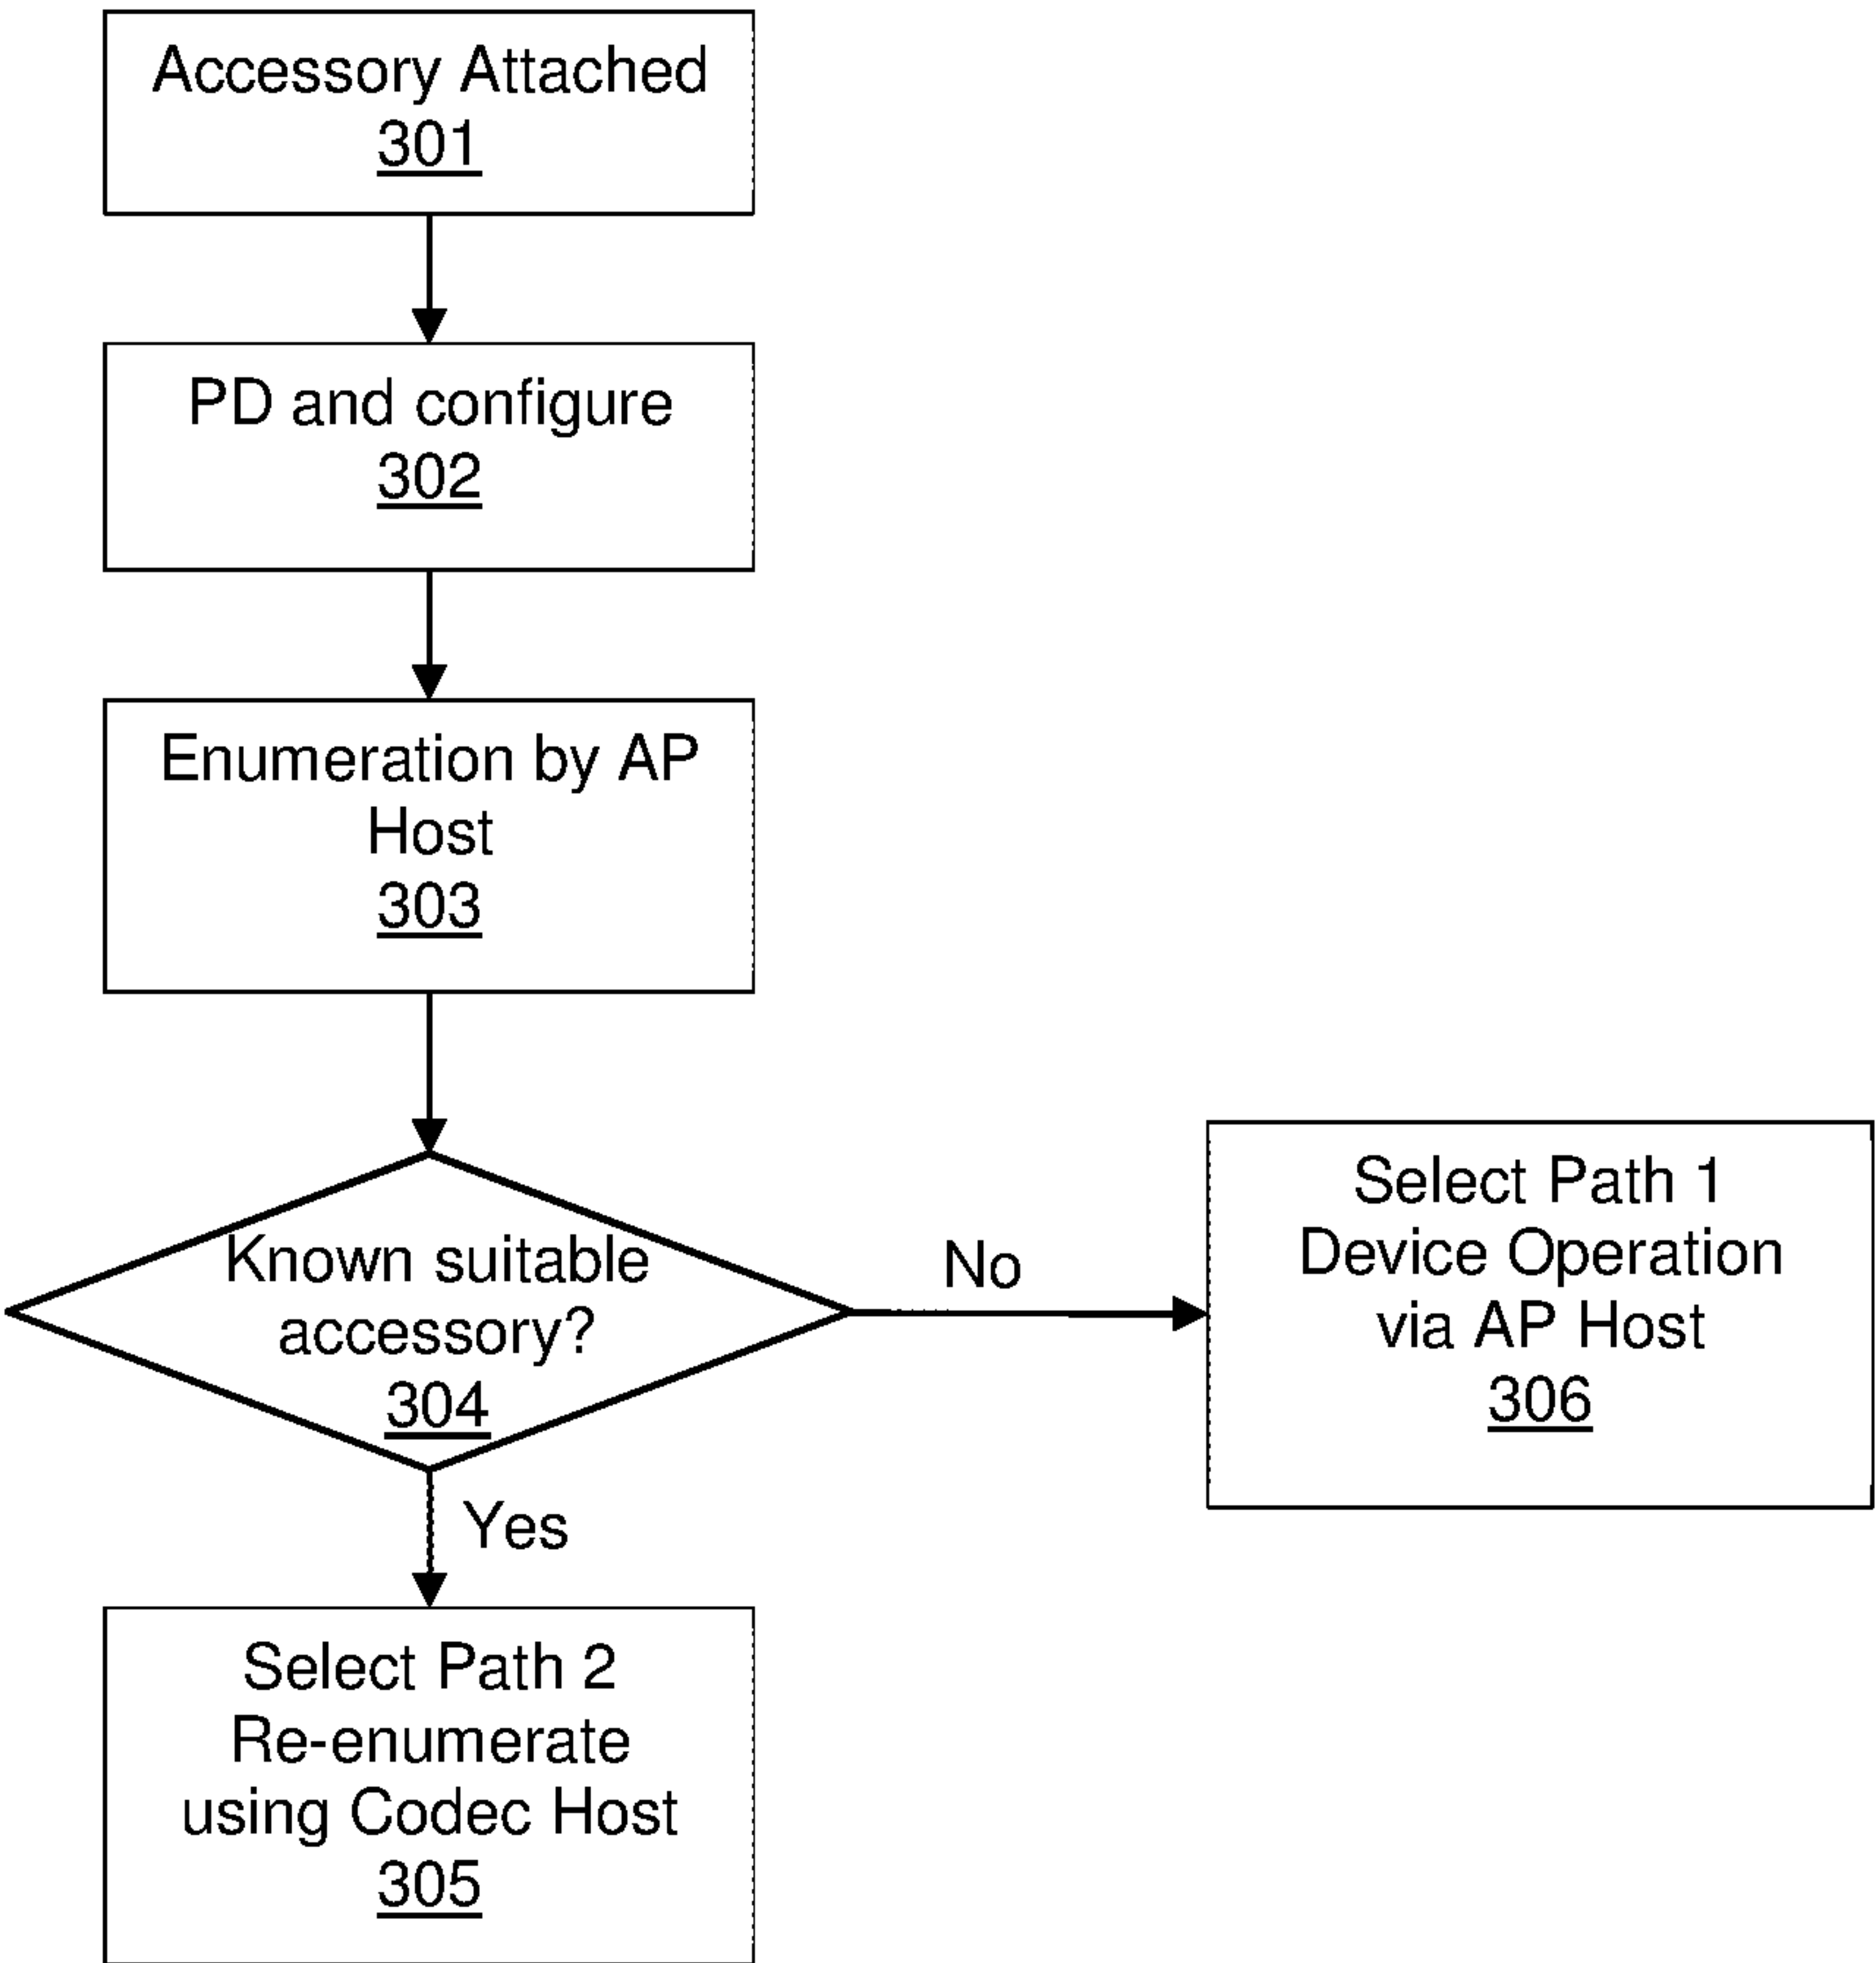 Accessory Attached
301
PD and configure
302
Enumeration by AP
Host
303
Known suitable
accessory?
304
No
Select Path 1
Device Operation
via AP Host
306
Yes
Select Path 2
Re-enumerate
using Codec Host
305